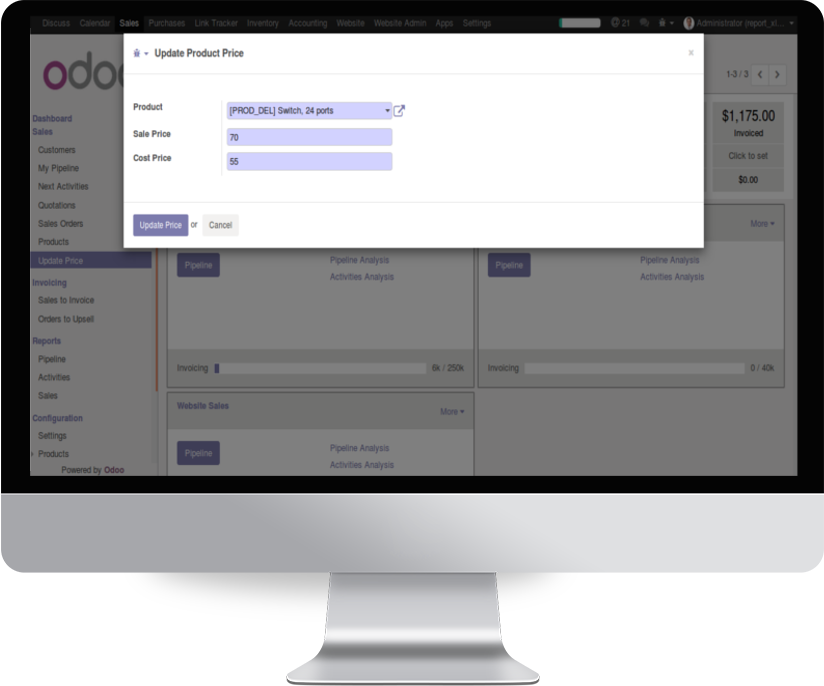 Discuss Calendar Sales Purchases Link Tracker Inventory Accounting Website Website Admin Apps Settings @ 21 Administrator (report_xl...
Update Product Price x
odoo
1-3 / 3
Product [PROD_DEL] Switch, 24 ports
Sale Price 70
Cost Price 55
Update Price or Cancel
$1,175.00
Invoiced
Click to set
$0.00
Dashboard
Sales
Customers
My Pipeline
Next Activities
Quotations
Sales Orders
Products
Update Price
Invoicing
Sales to Invoice
Orders to Upsell
Reports
Pipeline
Activities
Sales
Configuration
Settings
Products
Powered by Odoo
More
Pipeline Pipeline Analysis Pipeline Pipeline Analysis
Activities Analysis Activities Analysis
Invoicing 6k / 250k Invoicing 0 / 40k
Website Sales More
Pipeline Pipeline Analysis
Activities Analysis